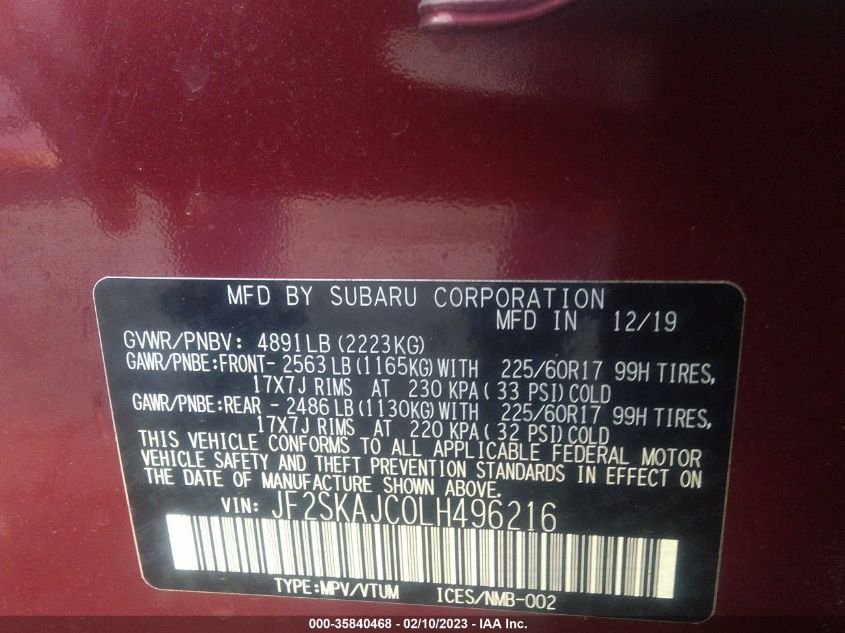 MFD BY SUBARU CORPORATION
MFD IN 12/19
GVWR/PNBV: 4891LB (2223KG)
GAWR/PNBE:FRONT- 2563 LB (1165KG) WITH 225/60R17 99H TIRES,
17X7J RIMS AT 230 KPA ( 33 PSI) COLD
GAWR/PNBE:REAR - 2486 LB (1130KG) WITH 225/60R17 99H TIRES,
17X7J RIMS AT 220 KPA ( 32 PSI) COLD
THIS VEHICLE CONFORMS TO ALL APPLICABLE FEDERAL MOTOR
VEHICLE SAFETY AND THEFT PREVENTION STANDARDS IN EFFECT ON
THE DATE OF MANUFACTURE SHOWN ABOVE.
VIN: JF2SKAJC0LH496216
TYPE:MPV/VTUM ICES/NMB-002
000-35840468 - 02/10/2023 - IAA Inc.